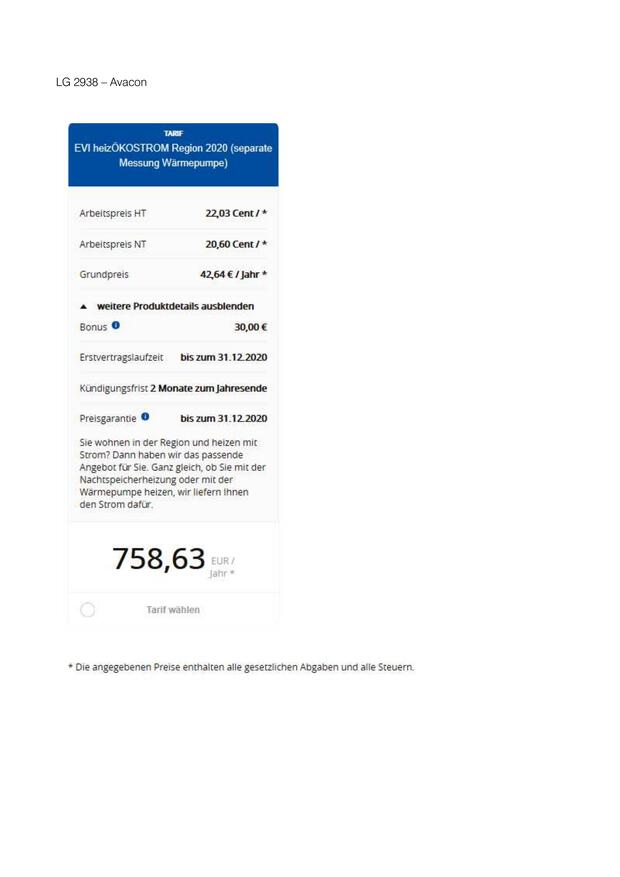 LG 2938 – Avacon
TARIF
EVI heizÖKOSTROM Region 2020 (separate
Messung Wärmepumpe)
Arbeitspreis HT 22,03 Cent / *
Arbeitspreis NT 20,60 Cent / *
Grundpreis 42,64 € / Jahr *
▲ weitere Produktdetails ausblenden
Bonus i 30,00 €
Erstvertragslaufzeit bis zum 31.12.2020
Kündigungsfrist 2 Monate zum Jahresende
Preisgarantie i bis zum 31.12.2020
Sie wohnen in der Region und heizen mit
Strom? Dann haben wir das passende
Angebot für Sie. Ganz gleich, ob Sie mit der
Nachtspeicherheizung oder mit der
Wärmepumpe heizen, wir liefern Ihnen
den Strom dafür.
758,63 EUR /
Jahr *
Tarif wählen
* Die angegebenen Preise enthalten alle gesetzlichen Abgaben und alle Steuern.